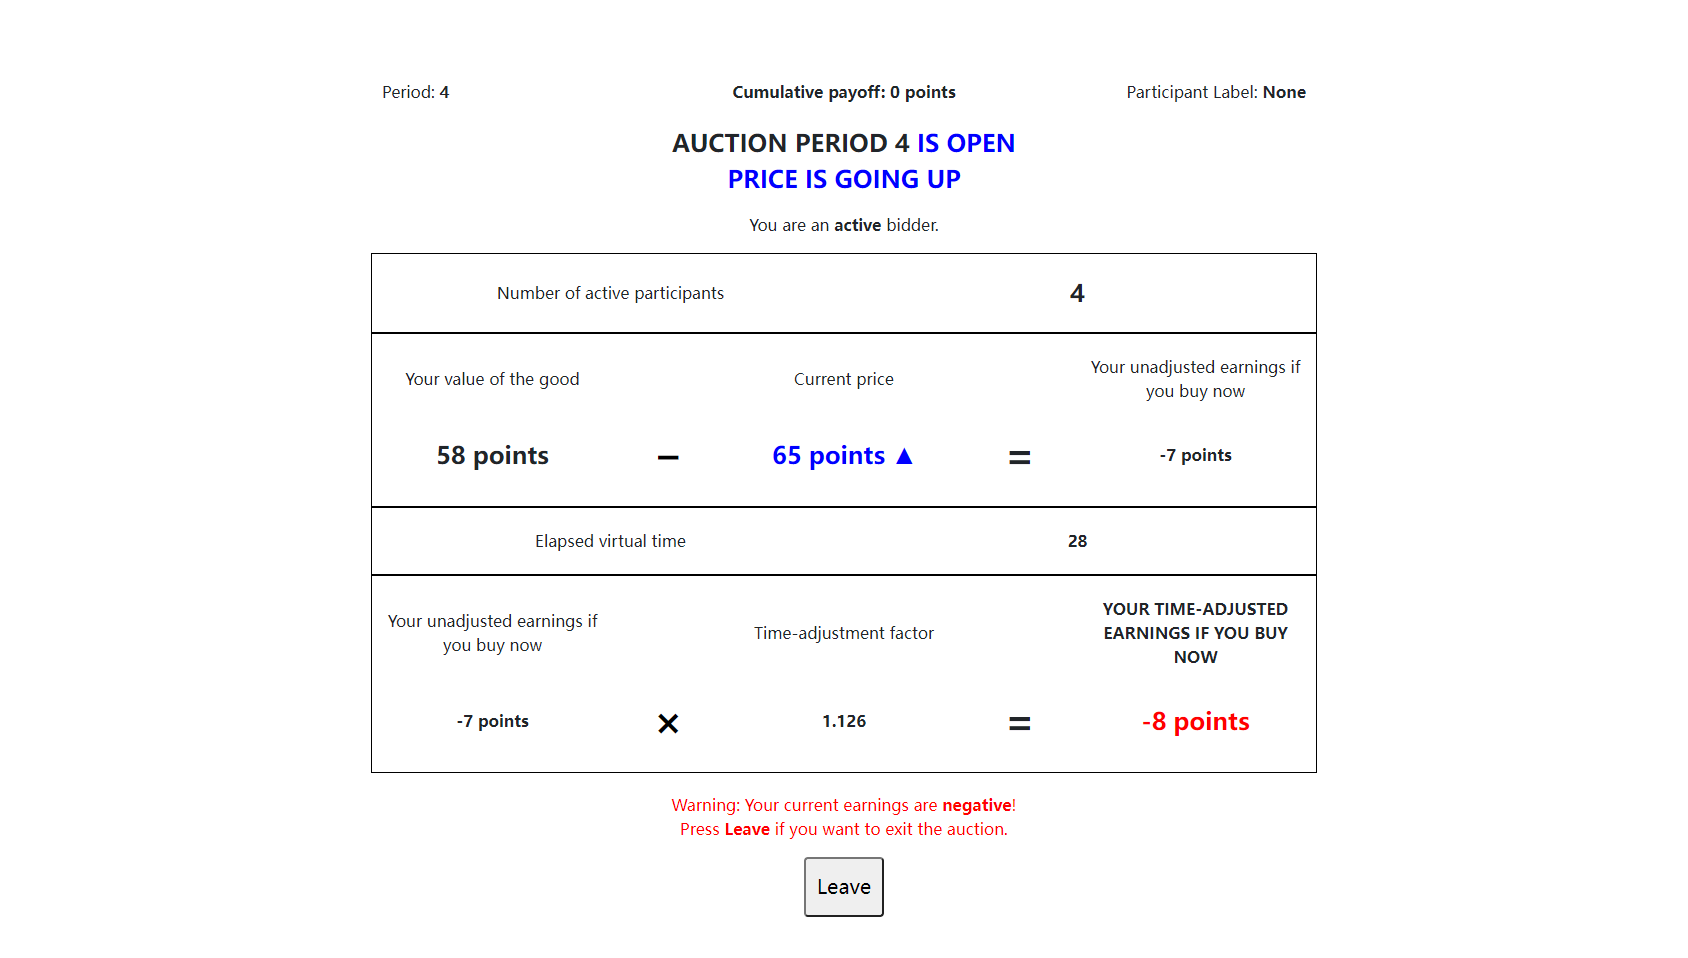 Period: 4
Cumulative payoff: 0 points
Participant Label: None
AUCTION PERIOD 4 IS OPEN
PRICE IS GOING UP
You are an active bidder.
Number of active participants
4
Your value of the good
Current price
Your unadjusted earnings if
you buy now
58 points
−
65 points ▲
=
-7 points
Elapsed virtual time
28
Your unadjusted earnings if
you buy now
Time-adjustment factor
YOUR TIME-ADJUSTED
EARNINGS IF YOU BUY
NOW
-7 points
×
1.126
=
-8 points
Warning: Your current earnings are negative!
Press Leave if you want to exit the auction.
Leave